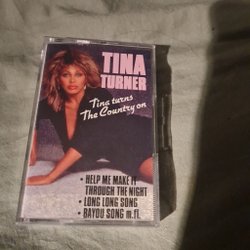 TINA
TURNER
Tina turns
The Country on
• HELP ME MAKE IT
THROUGH THE NIGHT
• LONG LONG SONG
• BAYOU SONG m.fl.